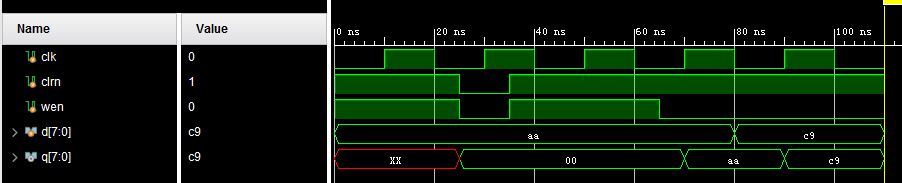 Name Value
0 ns 20 ns 40 ns 60 ns 80 ns 100 ns
clk 0
clrn 1
wen 0
d[7:0] c9 aa c9
q[7:0] c9 XX 00 aa c9